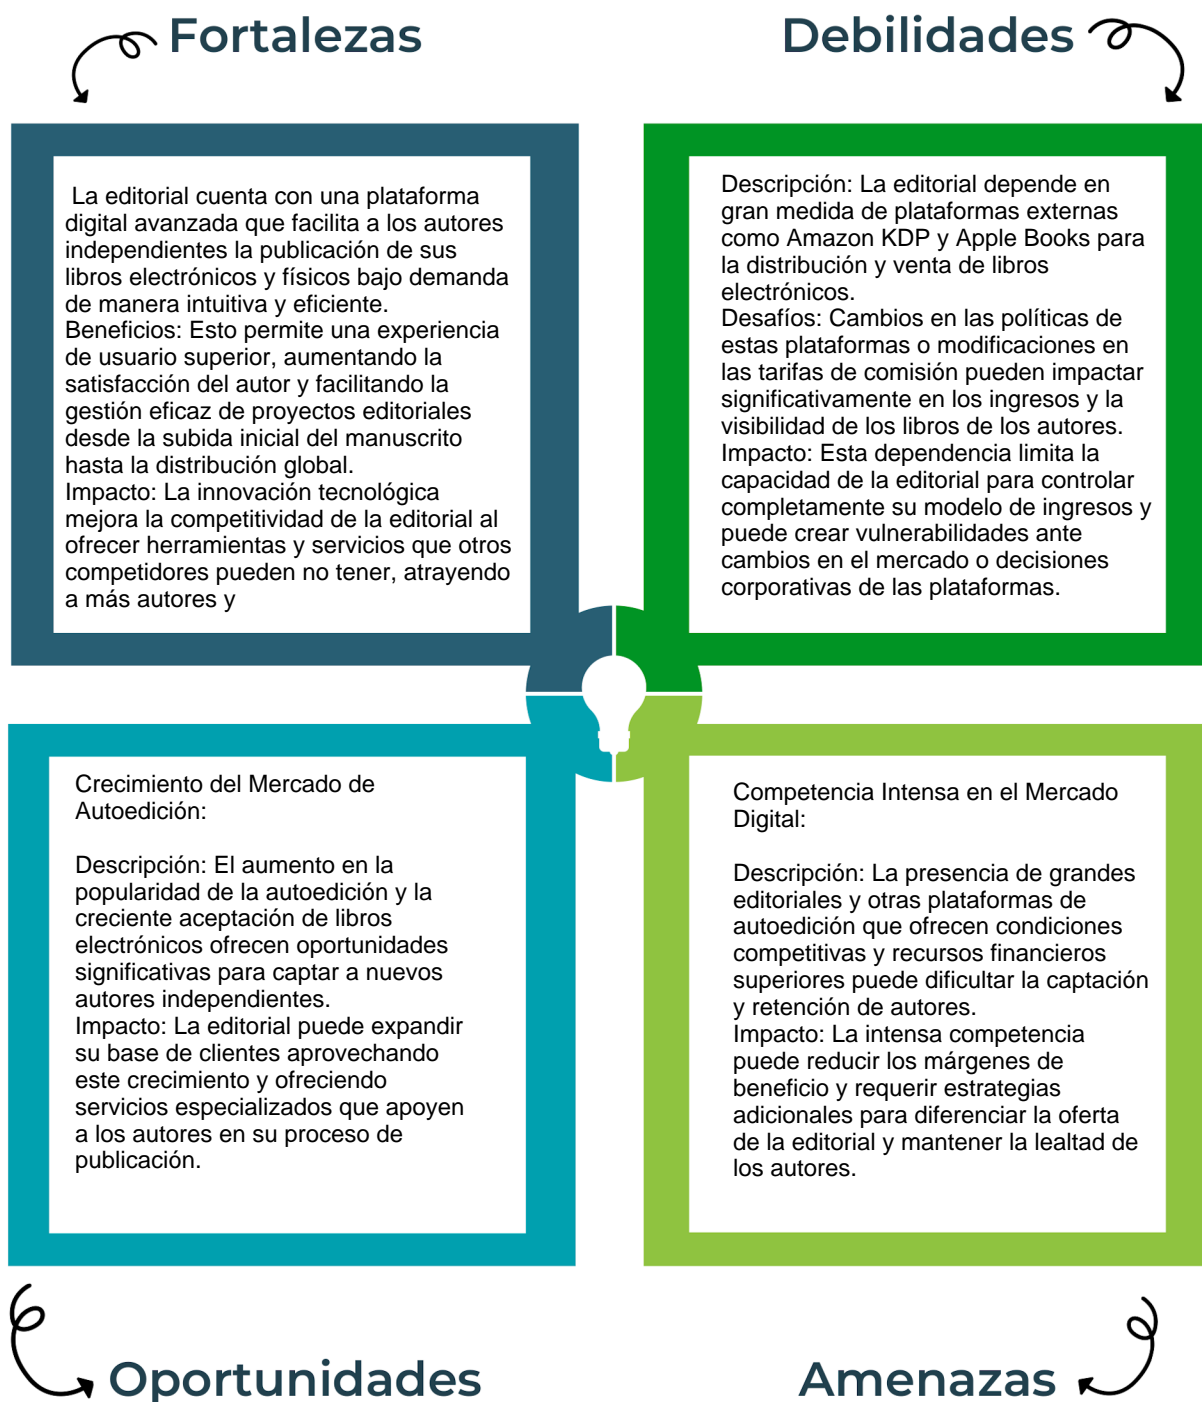 Fortalezas
La editorial cuenta con una plataforma
digital avanzada que facilita a los autores
independientes la publicación de sus
libros electrónicos y físicos bajo demanda
de manera intuitiva y eficiente.
Beneficios: Esto permite una experiencia
de usuario superior, aumentando la
satisfacción del autor y facilitando la
gestión eficaz de proyectos editoriales
desde la subida inicial del manuscrito
hasta la distribución global.
Impacto: La innovación tecnológica
mejora la competitividad de la editorial al
ofrecer herramientas y servicios que otros
competidores pueden no tener, atrayendo
a más autores y
Debilidades
Descripción: La editorial depende en
gran medida de plataformas externas
como Amazon KDP y Apple Books para
la distribución y venta de libros
electrónicos.
Desafíos: Cambios en las políticas de
estas plataformas o modificaciones en
las tarifas de comisión pueden impactar
significativamente en los ingresos y la
visibilidad de los libros de los autores.
Impacto: Esta dependencia limita la
capacidad de la editorial para controlar
completamente su modelo de ingresos y
puede crear vulnerabilidades ante
cambios en el mercado o decisiones
corporativas de las plataformas.
Crecimiento del Mercado de
Autoedición:
Descripción: El aumento en la
popularidad de la autoedición y la
creciente aceptación de libros
electrónicos ofrecen oportunidades
significativas para captar a nuevos
autores independientes.
Impacto: La editorial puede expandir
su base de clientes aprovechando
este crecimiento y ofreciendo
servicios especializados que apoyen
a los autores en su proceso de
publicación.
Oportunidades
Competencia Intensa en el Mercado
Digital:
Descripción: La presencia de grandes
editoriales y otras plataformas de
autoedición que ofrecen condiciones
competitivas y recursos financieros
superiores puede dificultar la captación
y retención de autores.
Impacto: La intensa competencia
puede reducir los márgenes de
beneficio y requerir estrategias
adicionales para diferenciar la oferta
de la editorial y mantener la lealtad de
los autores.
Amenazas